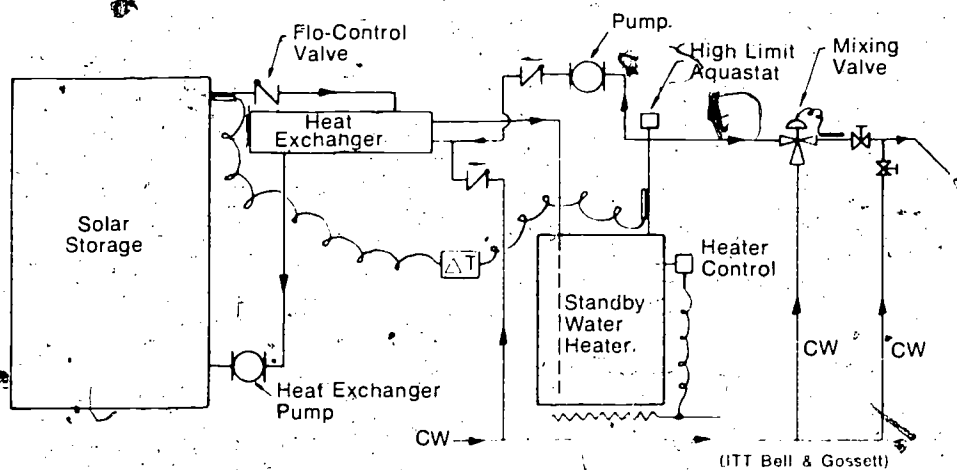 Flo-Control
Valve
Pump.
High Limit
Aquastat
Mixing
Valve
Heat
Exchanger
Solar
Storage
ΔT
Heater
Control
Standby
Water
Heater.
CW
CW
Heat Exchanger
Pump
CW
(ITT Bell & Gossett)